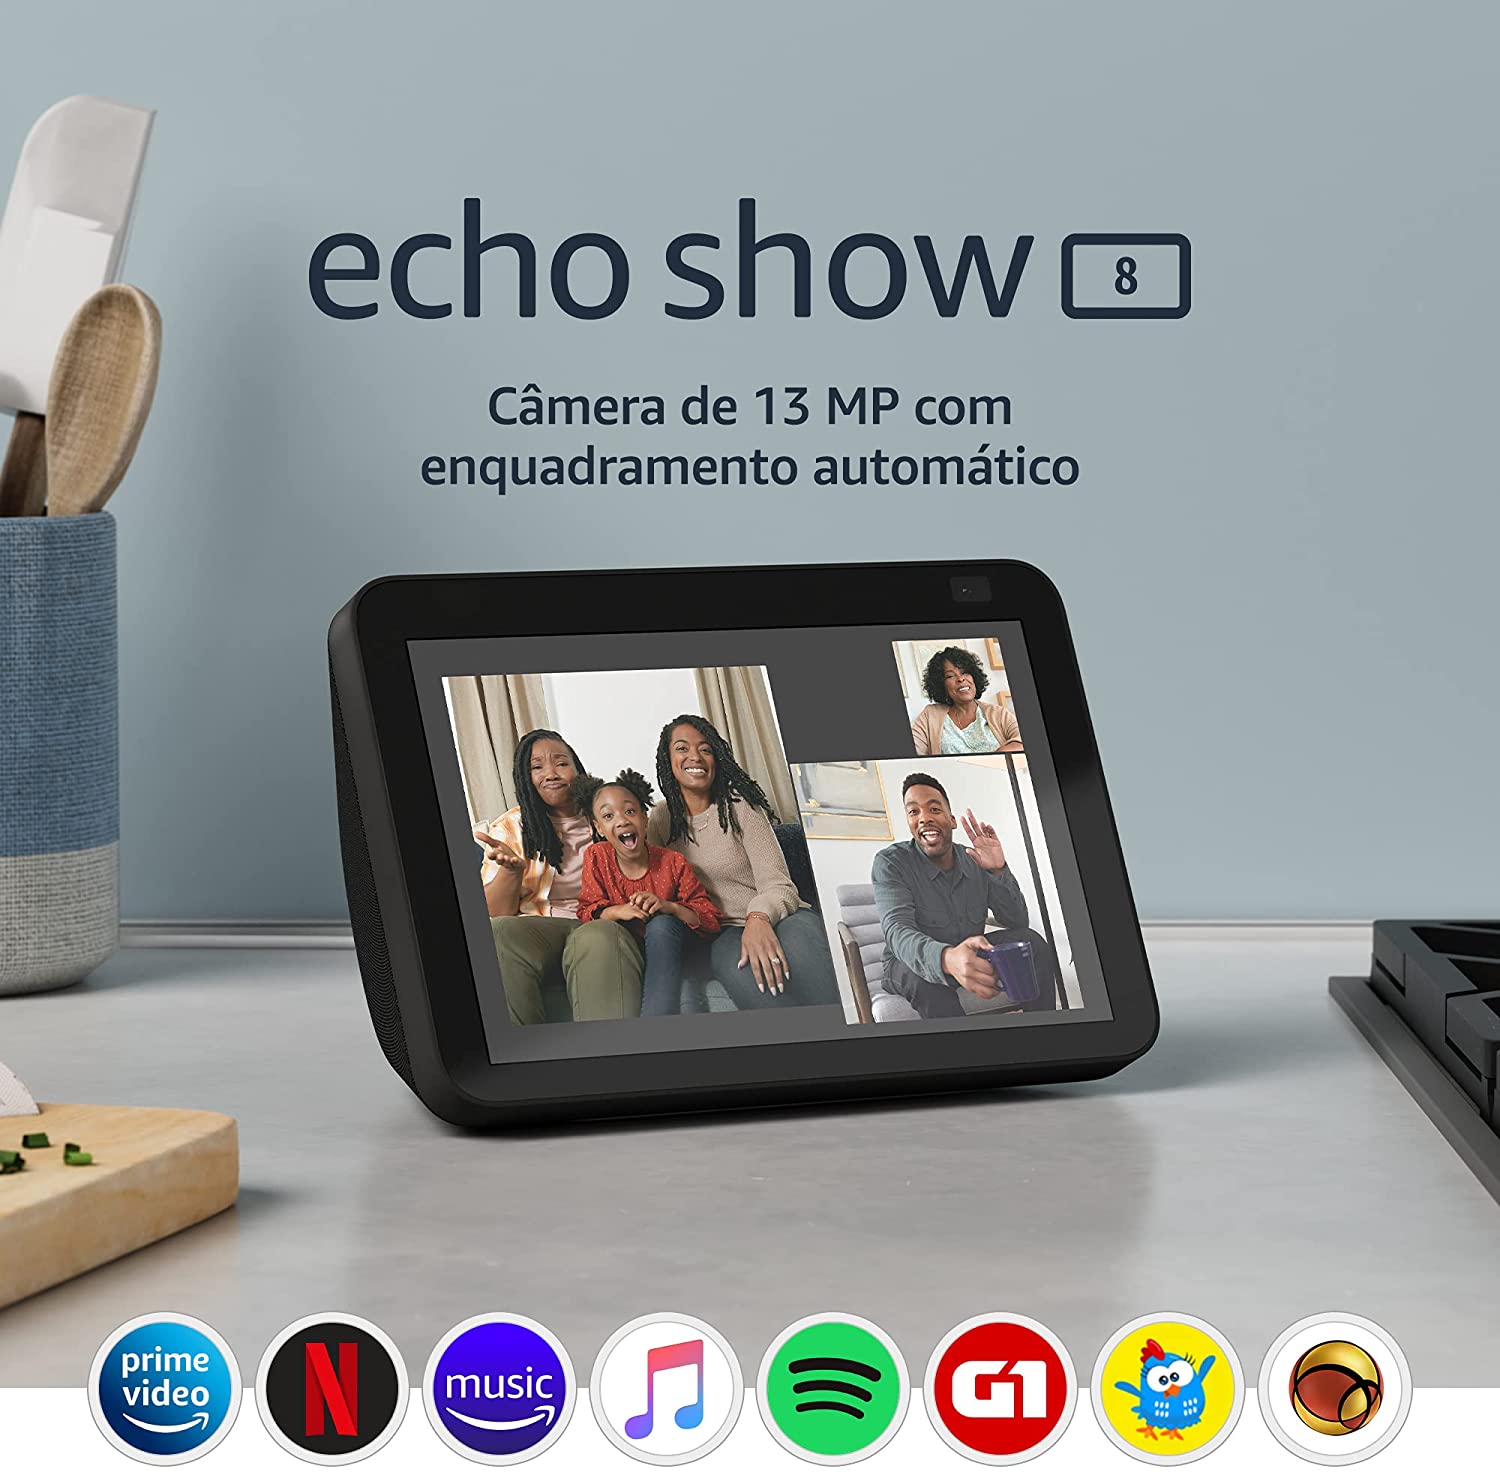 echo show 8
Câmera de 13 MP com
enquadramento automático
prime
video
N
music
G1